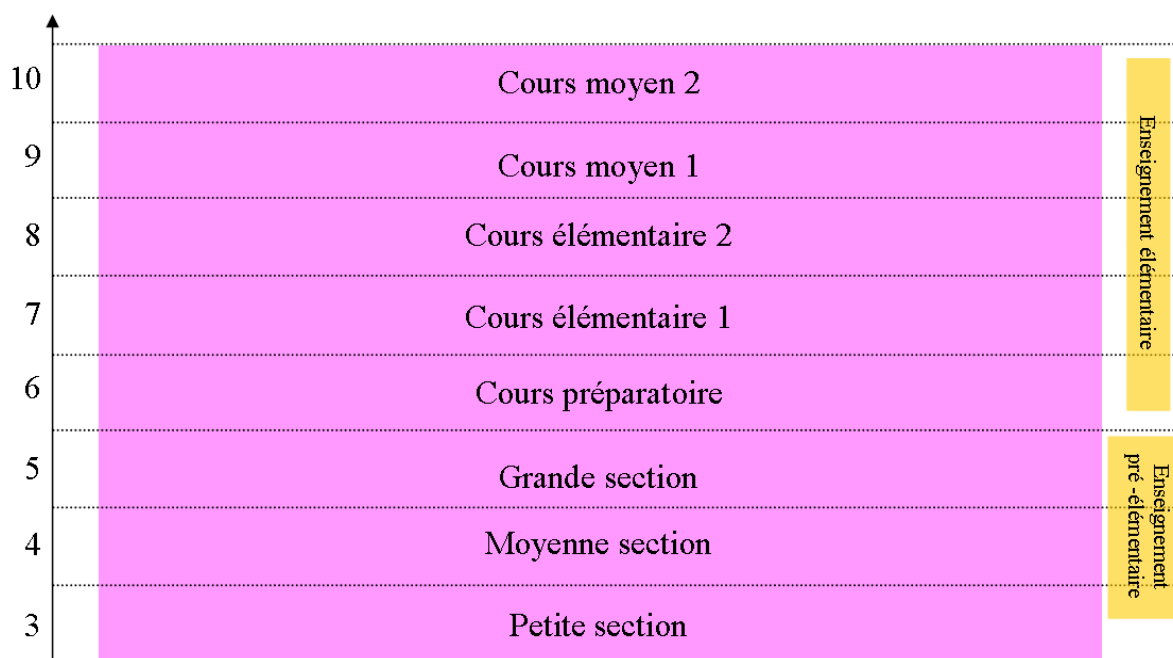 10 Cours moyen 2
9 Cours moyen 1
8 Cours élémentaire 2
7 Cours élémentaire 1
6 Cours préparatoire
5 Grande section
4 Moyenne section
3 Petite section
Enseignement élémentaire
Enseignement
pré -élémentaire